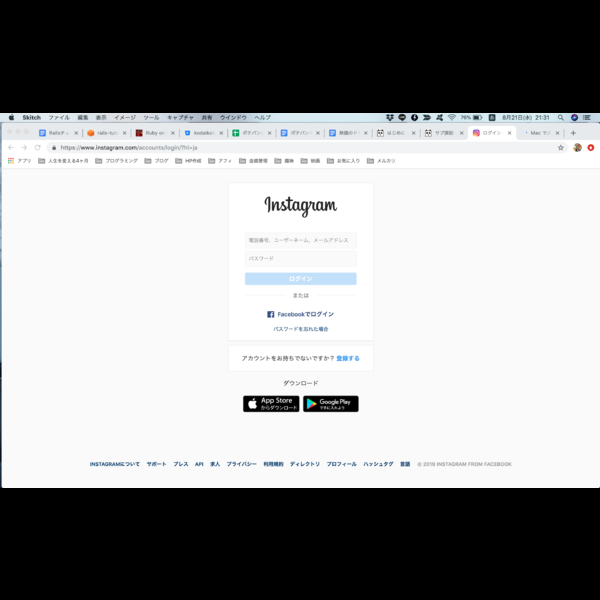 Skitch ファイル 編集 表示 イメージ ツール キャプチャ 共有 ウインドウ ヘルプ 76% 8月21日(水) 21:31
Railsチュ rails-tuto Ruby on kodaikun ポテパンキ ポテパンキ はじめに サブ課題 ログイン Mac でス
https://www.instagram.com/accounts/login/?hl=ja
アプリ 人生を変える4ヶ月 プログラミング ブログ HP作成 アフィ 自己管理 趣味 映画 お気に入り メルカリ
Instagram
電話番号、ユーザーネーム、メールアドレス
パスワード
ログイン
または
Facebookでログイン
パスワードを忘れた場合
アカウントをお持ちでないですか？ 登録する
ダウンロード
App Store
からダウンロード
Google Play
で手に入れよう
INSTAGRAMについて サポート プレス API 求人 プライバシー 利用規約 ディレクトリ プロフィール ハッシュタグ 言語 © 2019 INSTAGRAM FROM FACEBOOK